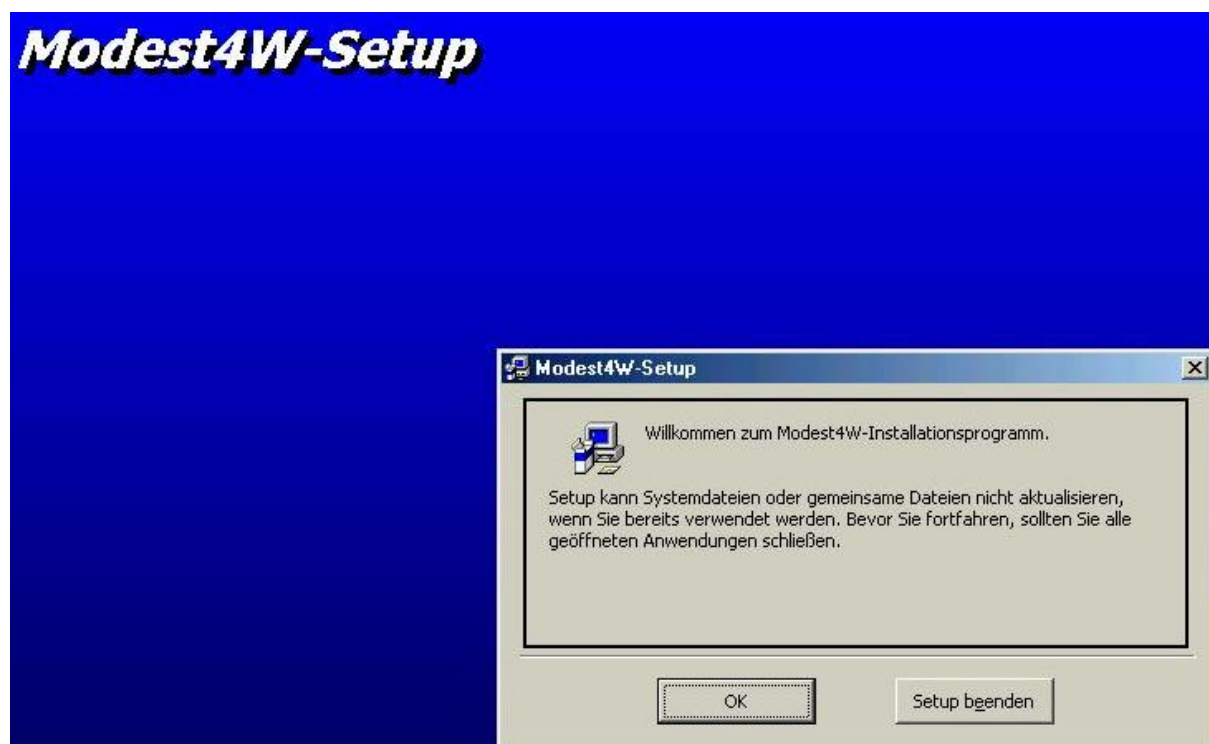 Modest4W-Setup
Modest4W-Setup
Willkommen zum Modest4W-Installationsprogramm.
Setup kann Systemdateien oder gemeinsame Dateien nicht aktualisieren,
wenn Sie bereits verwendet werden. Bevor Sie fortfahren, sollten Sie alle
geöffneten Anwendungen schließen.
OK
Setup beenden